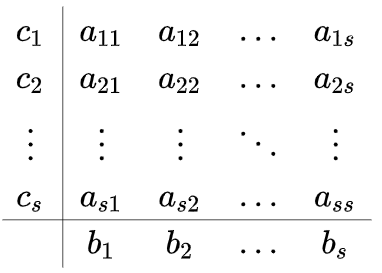 c₁ a₁₁ a₁₂ … a₁ₛ
c₂ a₂₁ a₂₂ … a₂ₛ
⋮ ⋮ ⋮ ⋱ ⋮
cₛ aₛ₁ aₛ₂ … aₛₛ
b₁ b₂ … bₛ